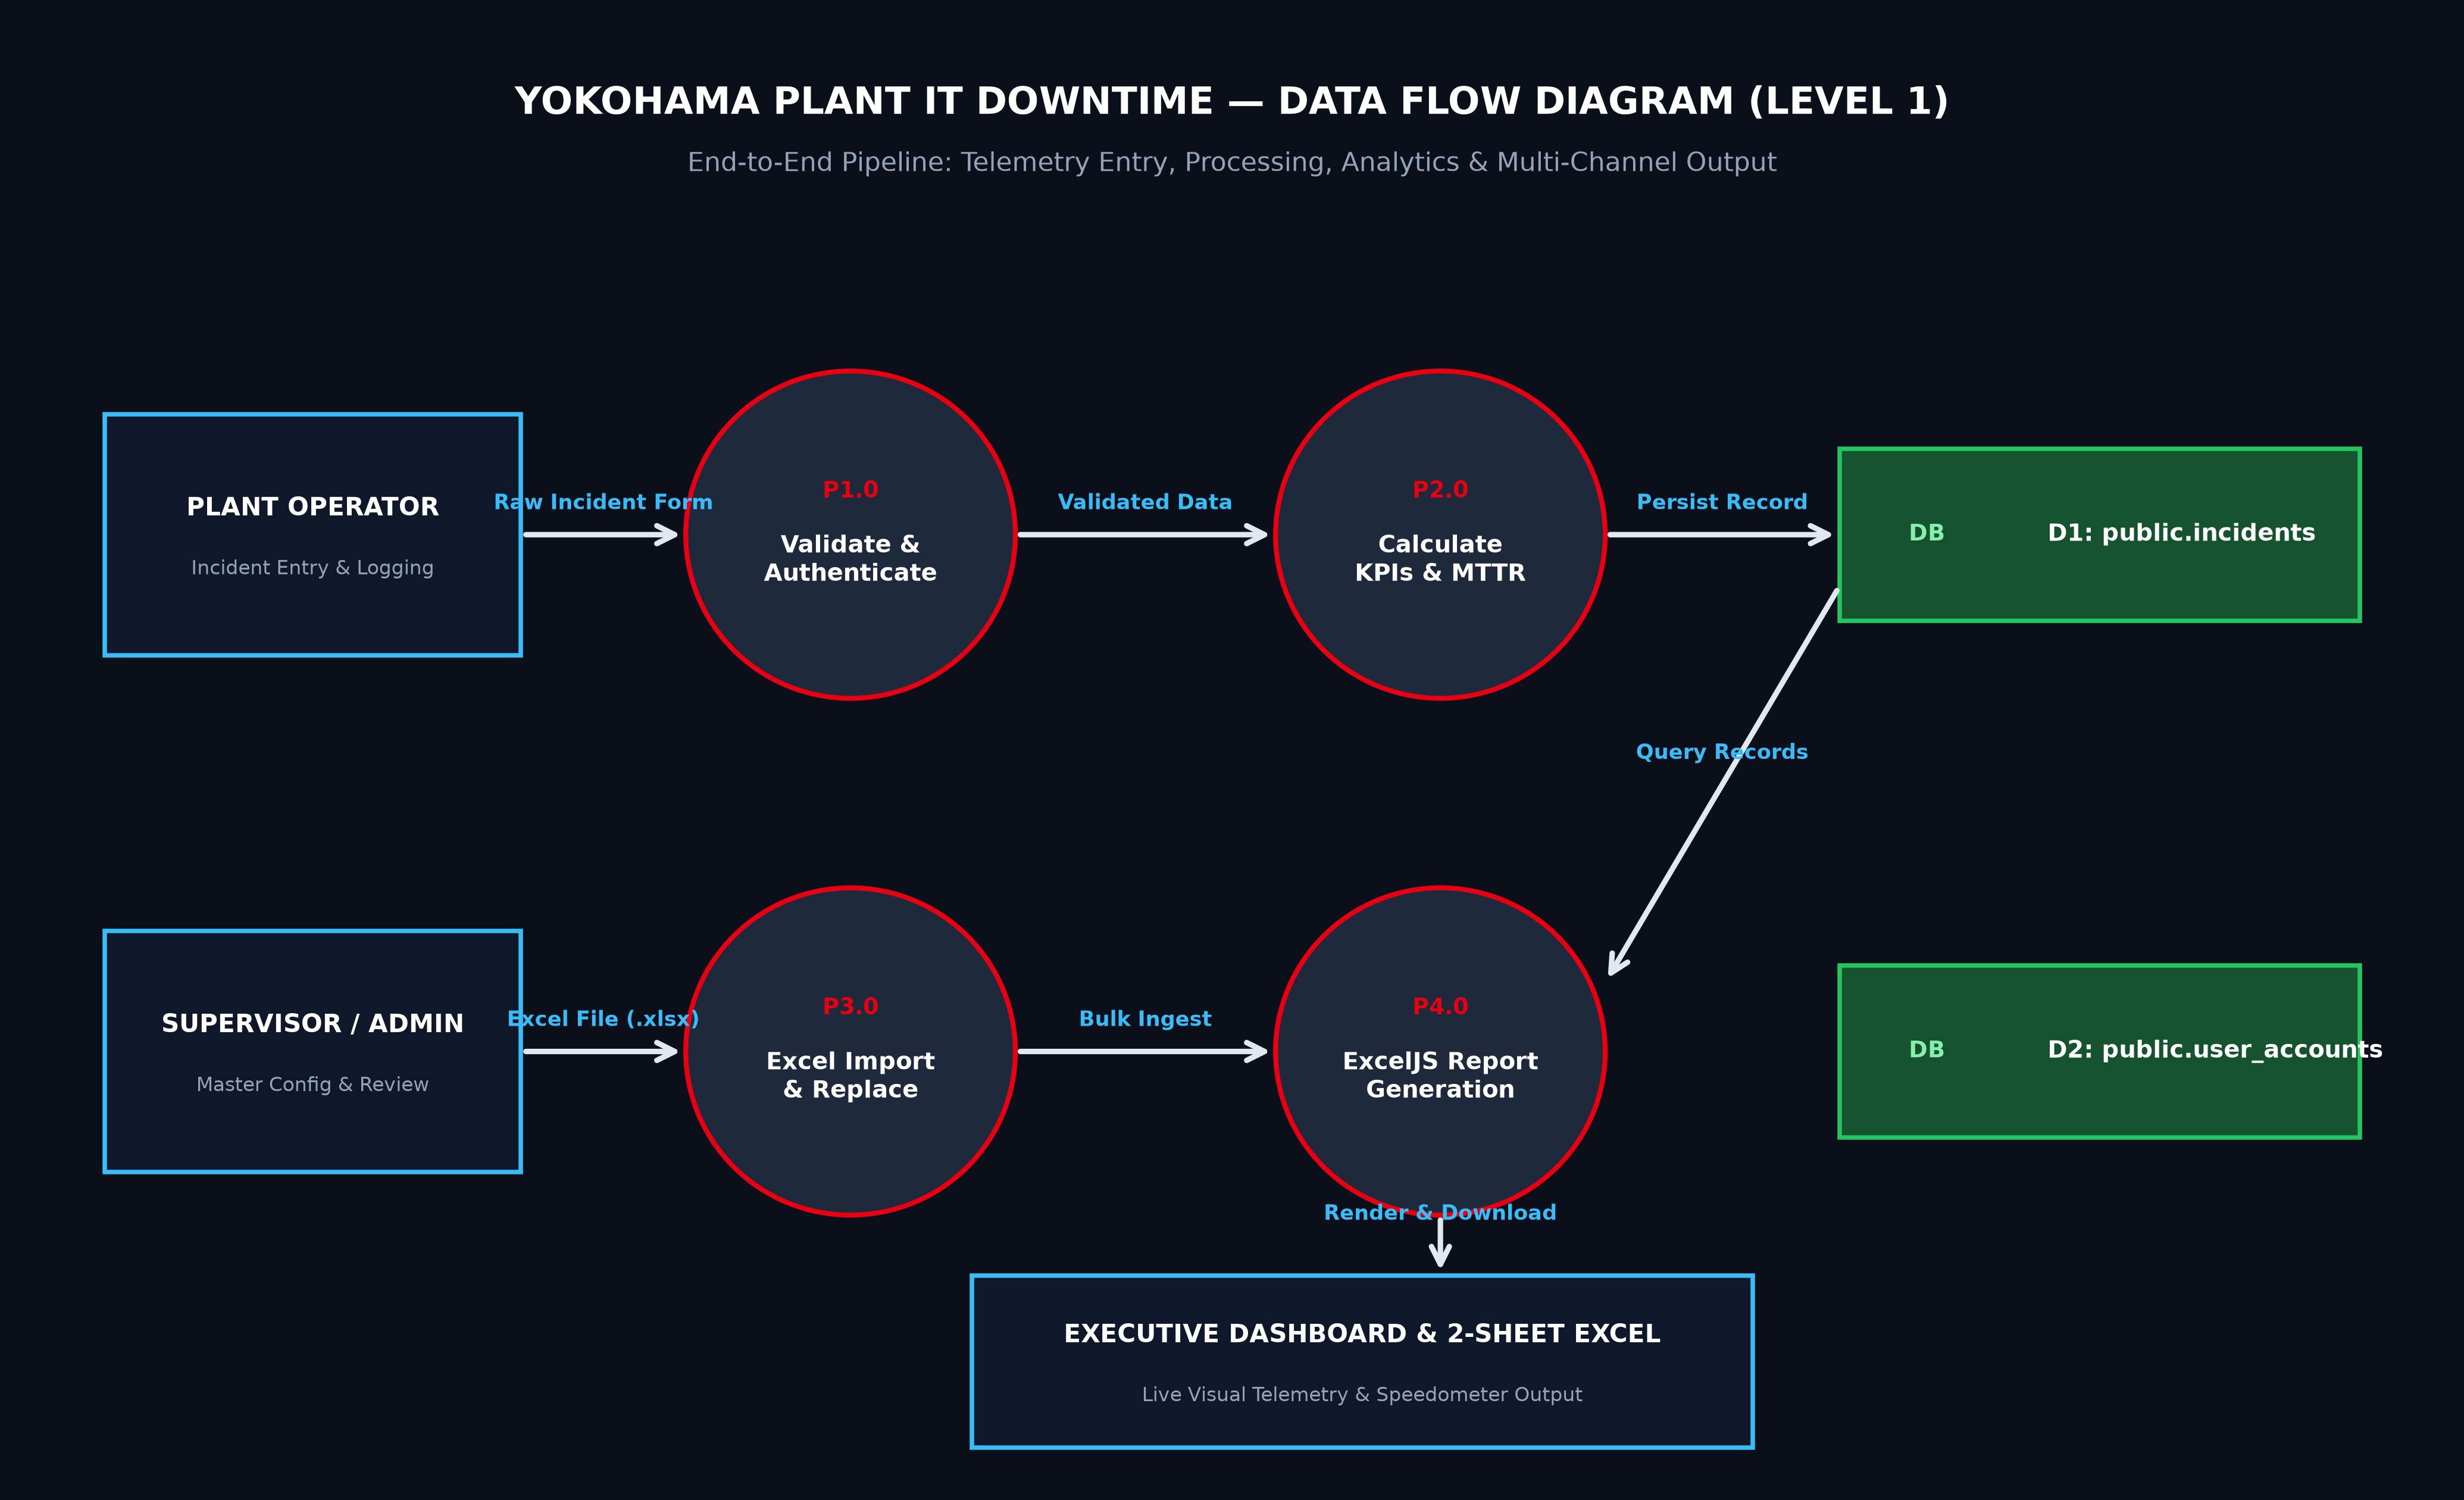 YOKOHAMA PLANT IT DOWNTIME — DATA FLOW DIAGRAM (LEVEL 1)
End-to-End Pipeline: Telemetry Entry, Processing, Analytics & Multi-Channel Output
PLANT OPERATOR
Incident Entry & Logging
Raw Incident Form
P1.0
Validate &
Authenticate
Validated Data
P2.0
Calculate
KPIs & MTTR
Persist Record
DB
D1: public.incidents
Query Records
SUPERVISOR / ADMIN
Master Config & Review
Excel File (.xlsx)
P3.0
Excel Import
& Replace
Bulk Ingest
P4.0
ExcelJS Report
Generation
DB
D2: public.user_accounts
Render & Download
EXECUTIVE DASHBOARD & 2-SHEET EXCEL
Live Visual Telemetry & Speedometer Output